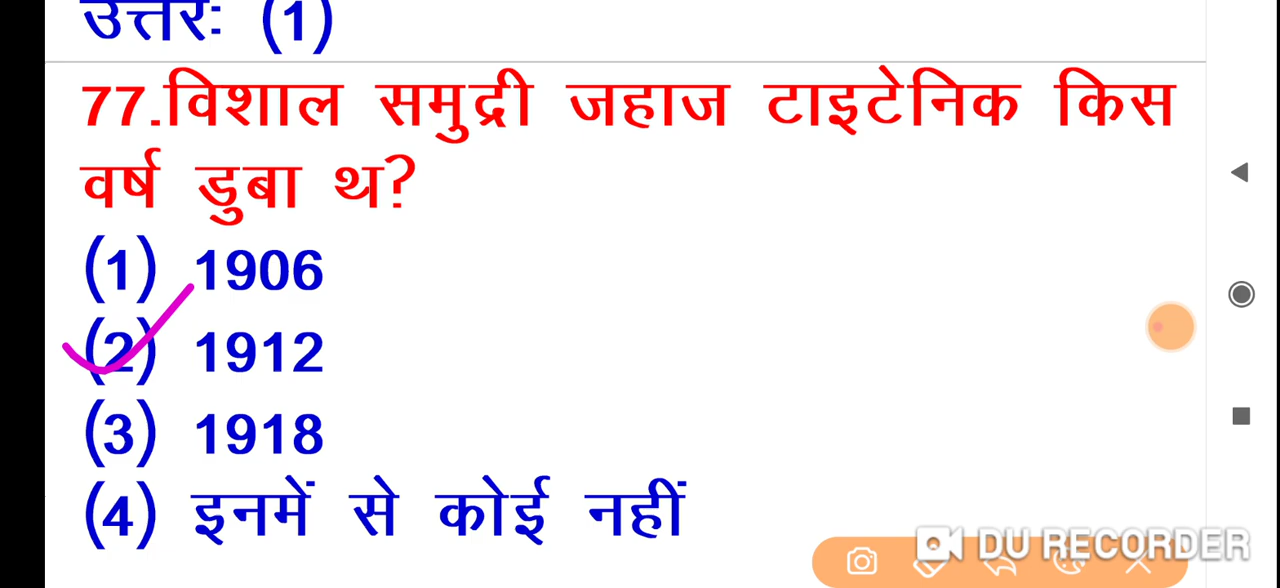 उत्तरः (1)
77.विशाल समुद्री जहाज टाइटेनिक किस
वर्ष डुबा थ?
(1) 1906
(2) 1912
(3) 1918
(4) इनमें से कोई नहीं
DU RECORDER